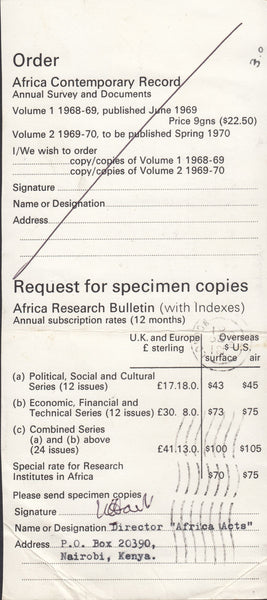 Order
Africa Contemporary Record
Annual Survey and Documents
Volume 1 1968-69, published June 1969
Price 9gns ($22.50)
Volume 2 1969-70, to be published Spring 1970
I/We wish to order
copy/copies of Volume 1 1968-69
copy/copies of Volume 2 1969-70
Signature
Name or Designation
Address
Request for specimen copies
Africa Research Bulletin (with Indexes)
Annual subscription rates (12 months)
U.K. and Europe Overseas
£ sterling $ U.S.
surface air
(a) Political, Social and Cultural
Series (12 issues) £17.18.0. $43 $45
(b) Economic, Financial and
Technical Series (12 issues) £30. 8.0. $73 $75
(c) Combined Series
(a) and (b) above
(24 issues) £41.13.0. $100 $105
Special rate for Research
Institutes in Africa $70 $75
Please send specimen copies
Signature
Name or Designation Director "Africa Acts"
Address P.O. Box 20390,
Nairobi, Kenya.